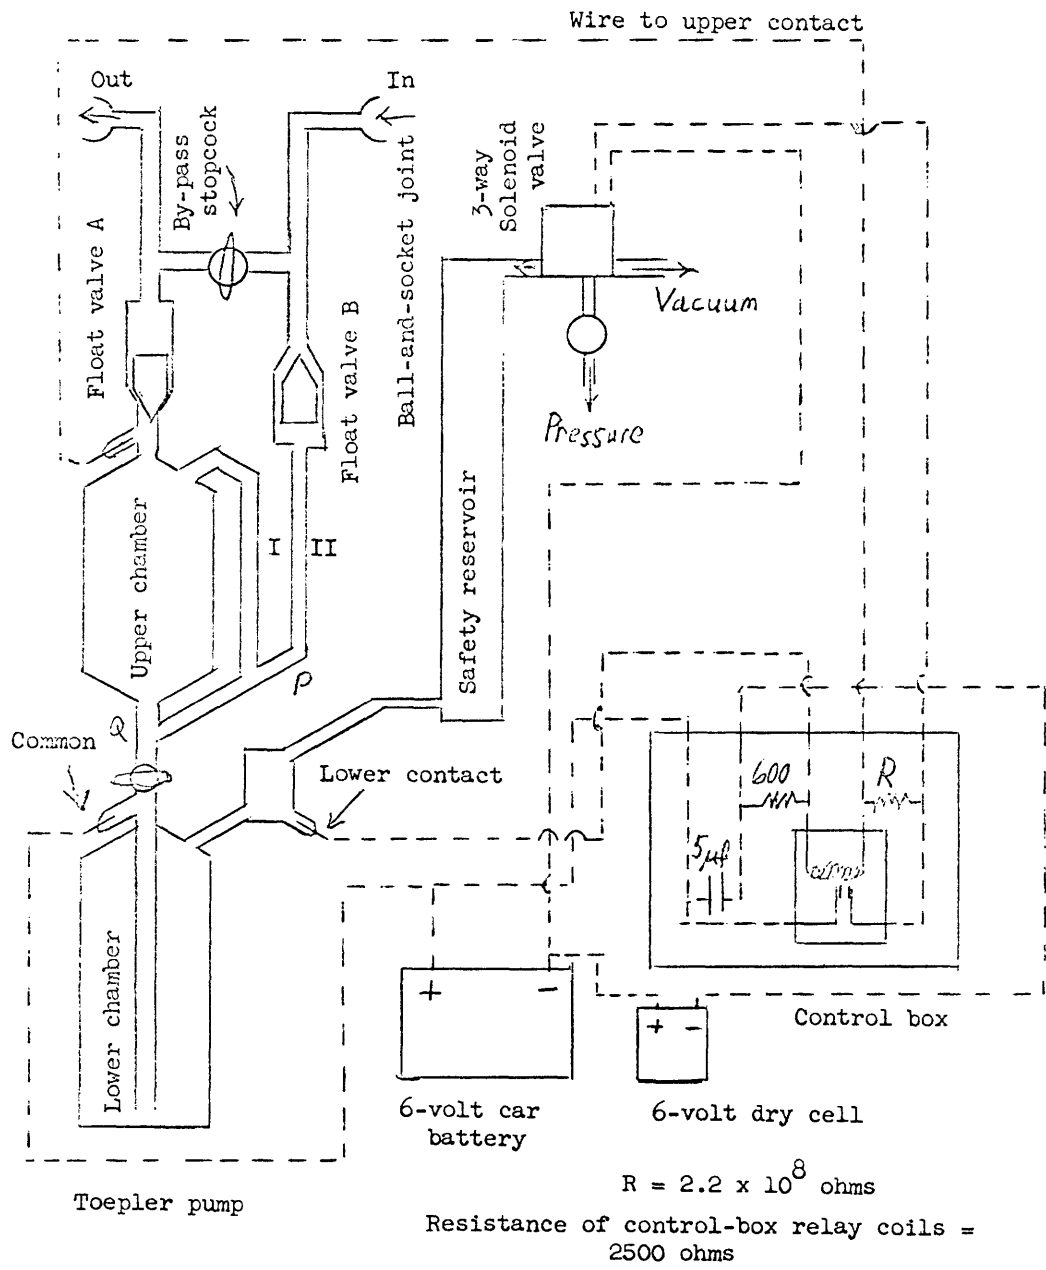 Wire to upper contact
Out
In
By-pass
stopcock
Ball-and-socket joint
3-way
Solenoid
valve
Float valve A
Float valve B
Vacuum
Pressure
Upper chamber
I
II
Safety reservoir
P
Q
Common
Lower contact
600
R
5μf
Lower chamber
+ −
+ −
Control box
6-volt car
battery
6-volt dry cell
R = 2.2 x 10⁸ ohms
Toepler pump
Resistance of control-box relay coils =
2500 ohms